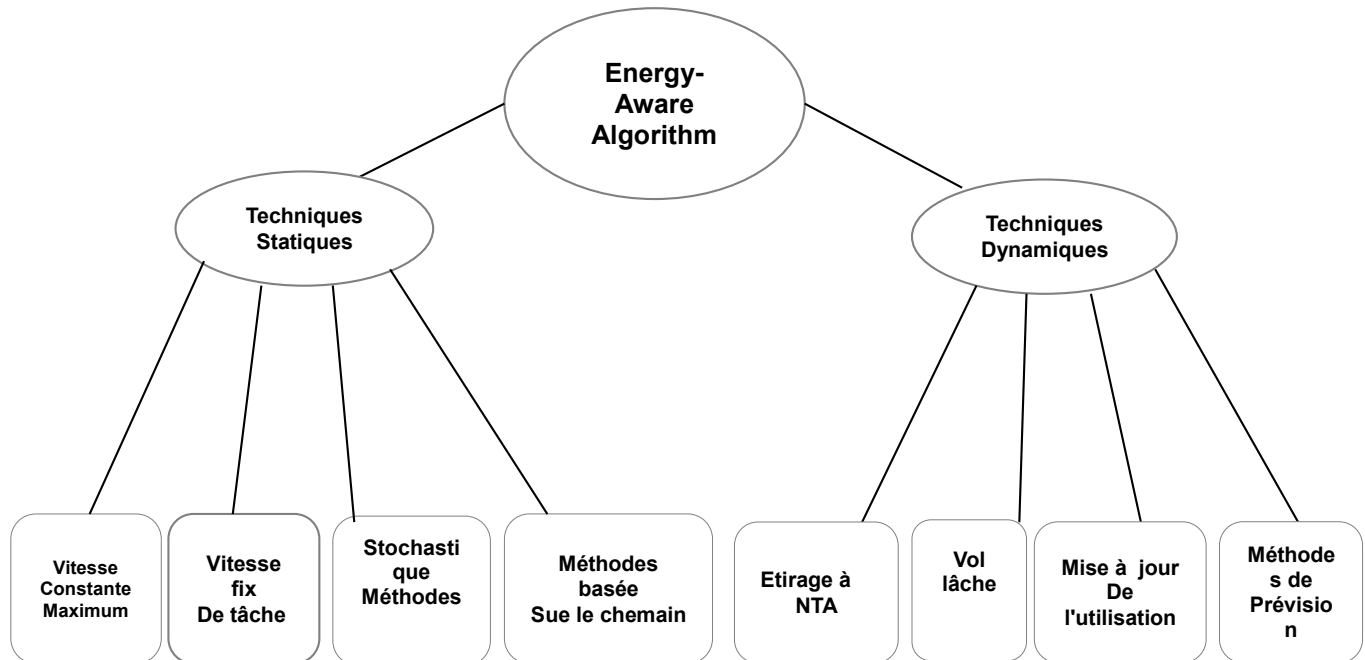 Energy-
Aware
Algorithm
Techniques
Statiques
Techniques
Dynamiques
Vitesse
Constante
Maximum
Vitesse
fix
De tâche
Stochasti
que
Méthodes
Méthodes
basée
Sue le chemain
Etirage à
NTA
Vol
lâche
Mise à jour
De
l'utilisation
Méthode
s de
Prévisio
n